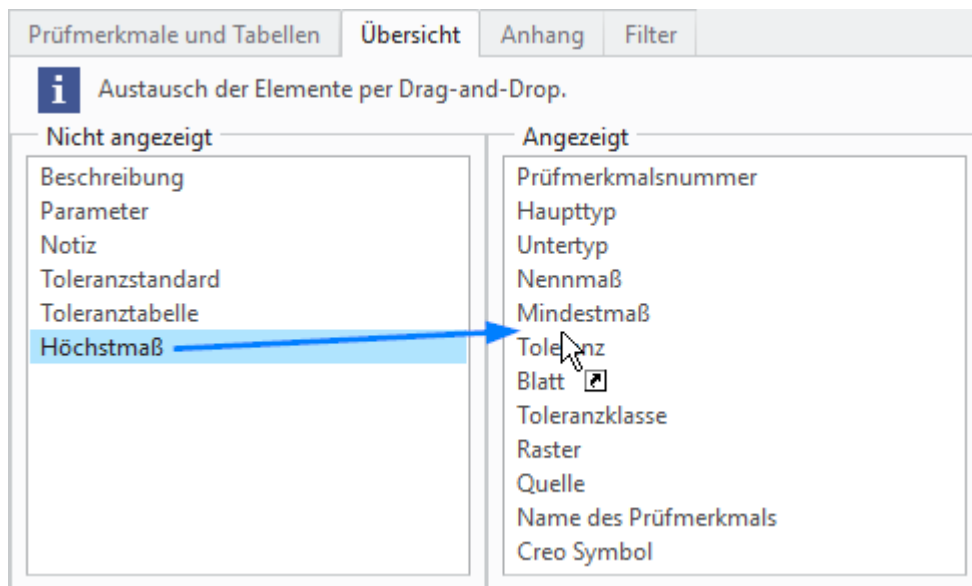 Prüfmerkmale und Tabellen Übersicht Anhang Filter
i Austausch der Elemente per Drag-and-Drop.
Nicht angezeigt
Beschreibung
Parameter
Notiz
Toleranzstandard
Toleranztabelle
Höchstmaß
Angezeigt
Prüfmerkmalsnummer
Haupttyp
Untertyp
Nennmaß
Mindestmaß
Toleranz
Blatt
Toleranzklasse
Raster
Quelle
Name des Prüfmerkmals
Creo Symbol